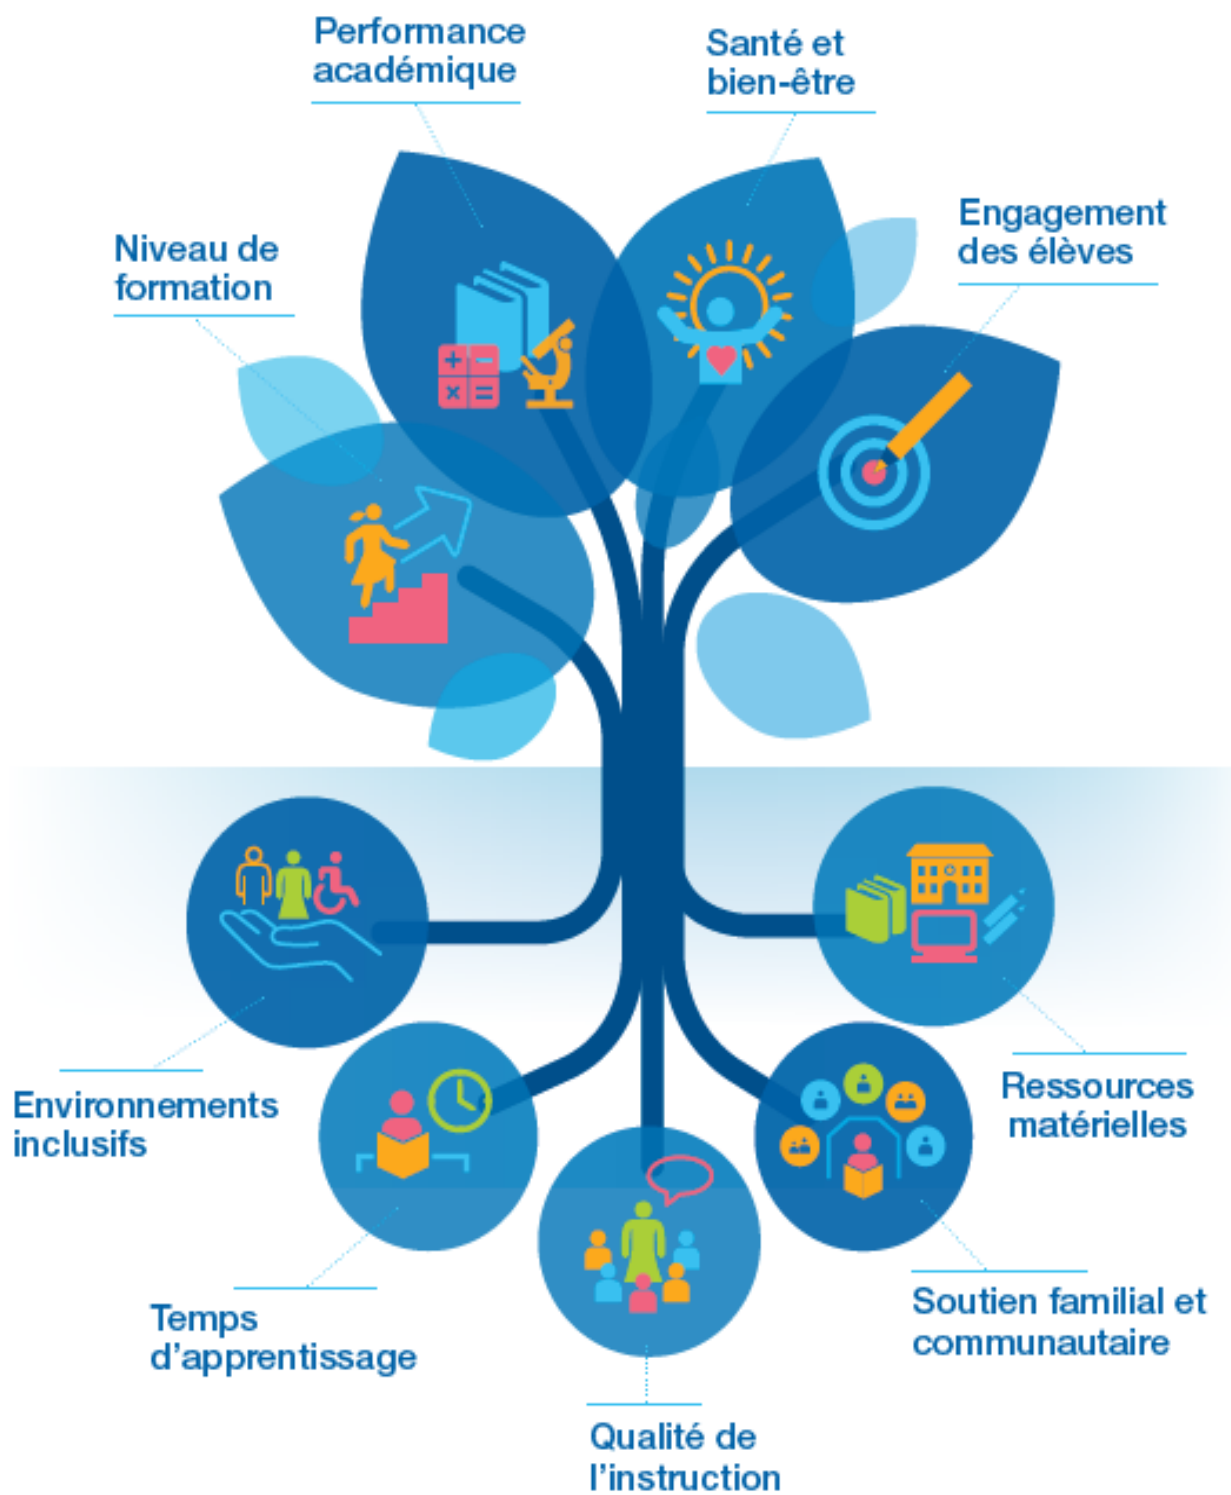 Performance
académique
Santé et
bien-être
Engagement
des élèves
Niveau de
formation
Environnements
inclusifs
Ressources
matérielles
Temps
d'apprentissage
Soutien familial et
communautaire
Qualité de
l'instruction